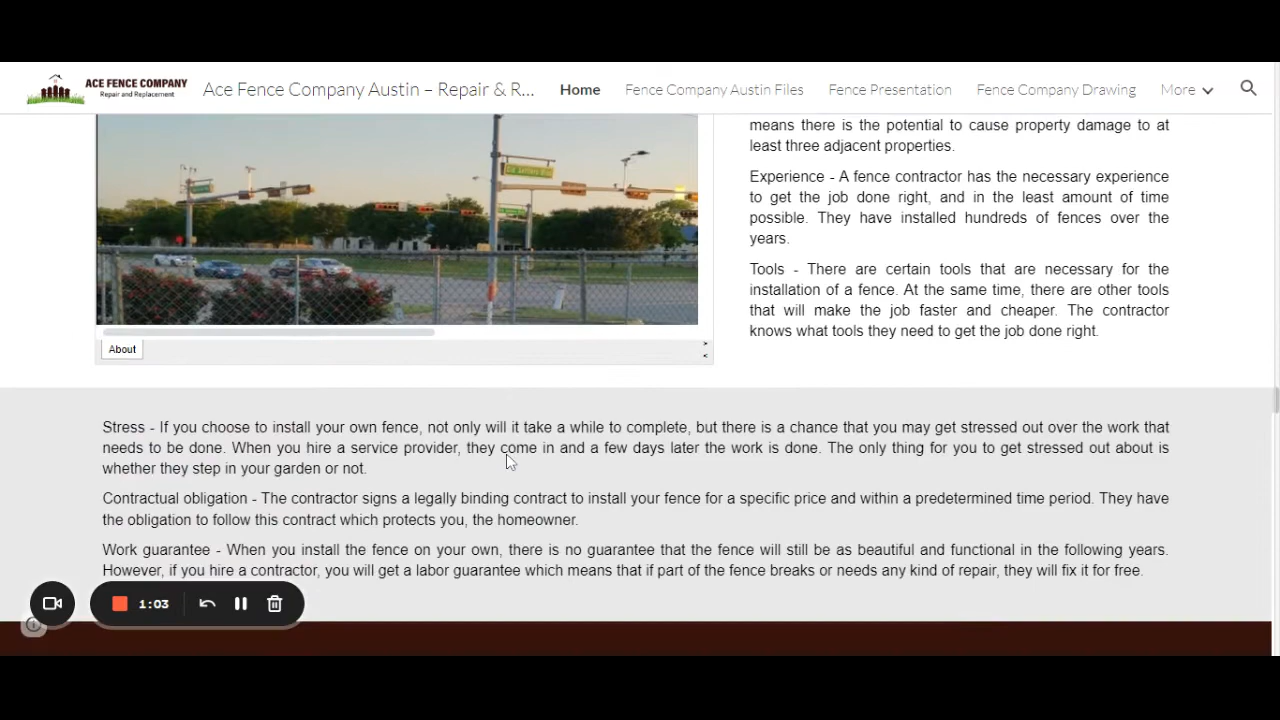 ACE FENCE COMPANY
Repair and Replacement
Ace Fence Company Austin – Repair & R...
Home
Fence Company Austin Files
Fence Presentation
Fence Company Drawing
More
means there is the potential to cause property damage to at
least three adjacent properties.
Experience - A fence contractor has the necessary experience
to get the job done right, and in the least amount of time
possible. They have installed hundreds of fences over the
years.
Tools - There are certain tools that are necessary for the
installation of a fence. At the same time, there are other tools
that will make the job faster and cheaper. The contractor
knows what tools they need to get the job done right.
About
Stress - If you choose to install your own fence, not only will it take a while to complete, but there is a chance that you may get stressed out over the work that
needs to be done. When you hire a service provider, they come in and a few days later the work is done. The only thing for you to get stressed out about is
whether they step in your garden or not.
Contractual obligation - The contractor signs a legally binding contract to install your fence for a specific price and within a predetermined time period. They have
the obligation to follow this contract which protects you, the homeowner.
Work guarantee - When you install the fence on your own, there is no guarantee that the fence will still be as beautiful and functional in the following years.
However, if you hire a contractor, you will get a labor guarantee which means that if part of the fence breaks or needs any kind of repair, they will fix it for free.
1:03